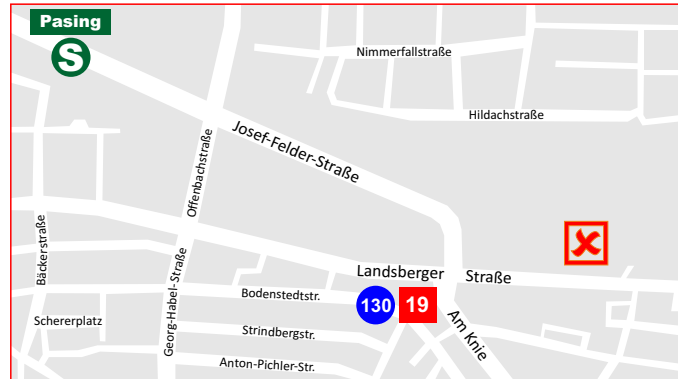 Pasing
S
Nimmerfallstraße
Hildachstraße
Josef-Felder-Straße
Offenbachstraße
Bäckerstraße
Landsberger Straße
Georg-Habel-Straße
Bodenstedtstr.
130
19
Schererplatz
Strindbergstr.
Am Knie
Anton-Pichler-Str.